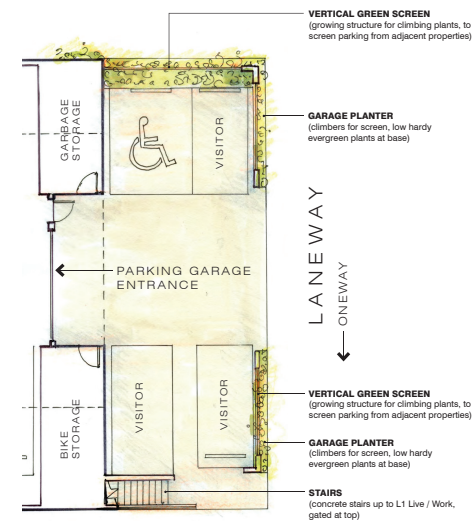 VERTICAL GREEN SCREEN
(growing structure for climbing plants, to
screen parking from adjacent properties)
GARBAGE
STORAGE
VISITOR
GARAGE PLANTER
(climbers for screen, low hardy
evergreen plants at base)
LANEWAY
ONEWAY
PARKING GARAGE
ENTRANCE
BIKE
STORAGE
VISITOR
VISITOR
VERTICAL GREEN SCREEN
(growing structure for climbing plants, to
screen parking from adjacent properties)
GARAGE PLANTER
(climbers for screen, low hardy
evergreen plants at base)
STAIRS
(concrete stairs up to L1 Live / Work,
gated at top)